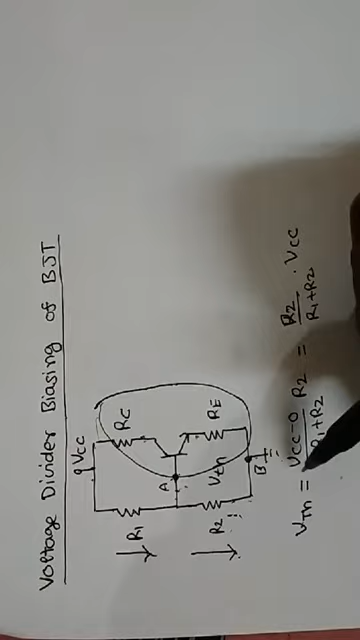 Voltage Divider Biasing of BJT
VCC
RC
R1
A
Vth
RE
R2
B
VTh = VCC-0 / R1+R2 R2 = R2 / R1+R2 . VCC